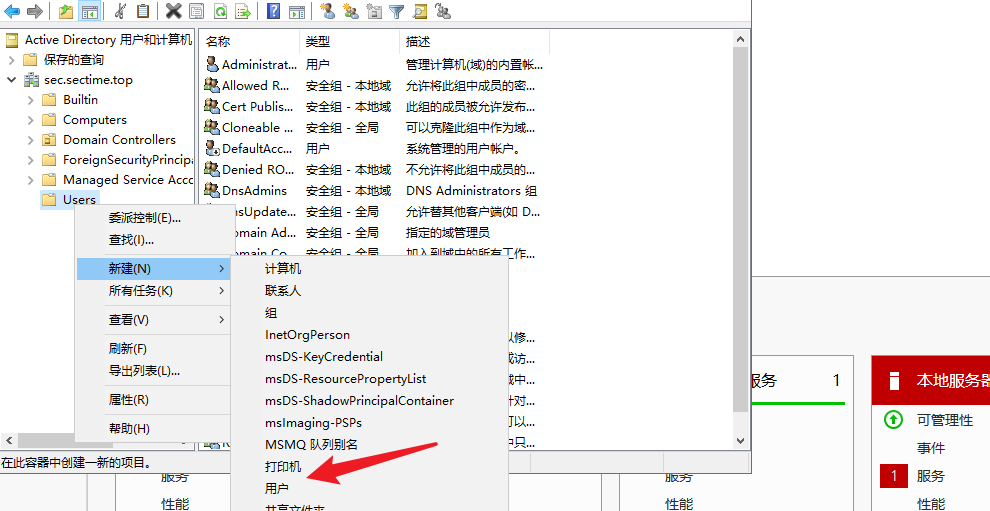 Active Directory 用户和计算机
保存的查询
sec.sectime.top
Builtin
Computers
Domain Controllers
ForeignSecurityPrincipa
Managed Service Acco
Users
名称 类型 描述
Administrat... 用户 管理计算机(域)的内置帐...
Allowed R... 安全组 - 本地域 允许将此组中成员的密...
Cert Publis... 安全组 - 本地域 此组的成员被允许发布...
Cloneable ... 安全组 - 全局 可以克隆此组中作为域...
DefaultAcc... 用户 系统管理的用户帐户。
Denied RO... 安全组 - 本地域 不允许将此组中成员的...
DnsAdmins 安全组 - 本地域 DNS Administrators 组
nsUpdate... 安全组 - 全局 允许替其他客户端(如 D...
omain Ad... 安全组 - 全局 指定的域管理员
omain Co... 安全组 - 全局 加入到域中的所有工作...
以修...
或访...
域中...
针对...
可以...
中只...
委派控制(E)...
查找(I)...
新建(N)
所有任务(K)
查看(V)
刷新(F)
导出列表(L)...
属性(R)
帮助(H)
计算机
联系人
组
InetOrgPerson
msDS-KeyCredential
msDS-ResourcePropertyList
msDS-ShadowPrincipalContainer
msImaging-PSPs
MSMQ 队列别名
打印机
用户
共享文件夹
在此容器中创建一新的项目。
服务
性能
服务 1
服务
性能
本地服务器
可管理性
事件
1 服务
性能